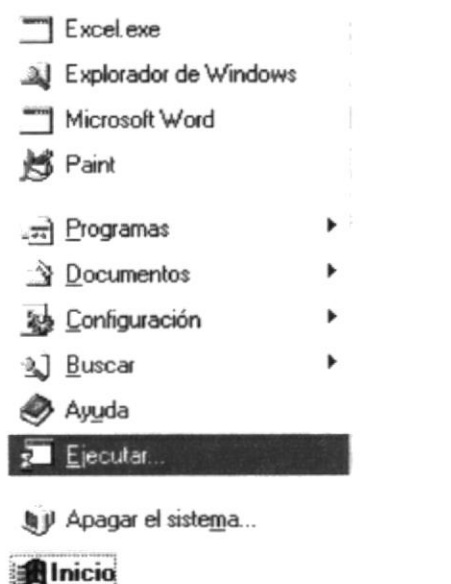 Excel.exe
Explorador de Windows
Microsoft Word
Paint
Programas
Documentos
Configuración
Buscar
Ayuda
Ejecutar...
Apagar el sistema...
Inicio